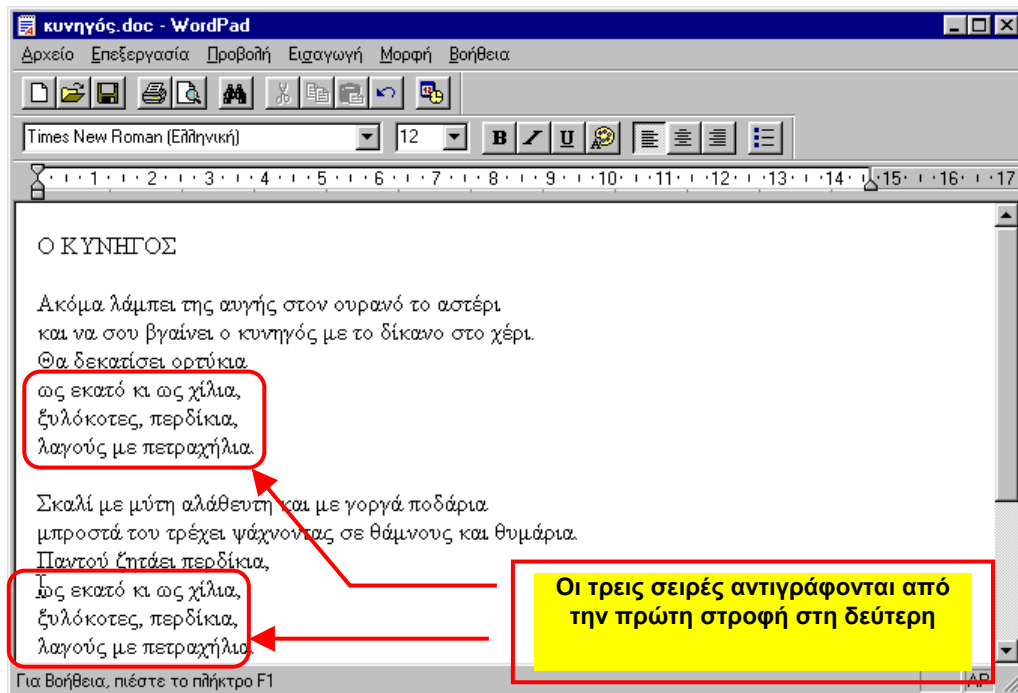 κυνηγός.doc - WordPad
Αρχείο Επεξεργασία Προβολή Εισαγωγή Μορφή Βοήθεια
Times New Roman (Ελληνική) 12 B I U
1 2 3 4 5 6 7 8 9 10 11 12 13 14 15 16 17
Ο ΚΥΝΗΓΟΣ
Ακόμα λάμπει της αυγής στον ουρανό το αστέρι
και να σου βγαίνει ο κυνηγός με το δίκανο στο χέρι.
Θα δεκατίσει ορτύκια
ως εκατό κι ως χίλια,
ξυλόκοτες, περδίκια,
λαγούς με πετραχήλια.
Σκαλί με μύτη αλάθευτη και με γοργά ποδάρια
μπροστά του τρέχει ψάχνοντας σε θάμνους και θυμάρια.
Παντού ζητάει περδίκια,
ως εκατό κι ως χίλια,
ξυλόκοτες, περδίκια,
λαγούς με πετραχήλια.
Οι τρεις σειρές αντιγράφονται από
την πρώτη στροφή στη δεύτερη
Για Βοήθεια, πιέστε το πλήκτρο F1